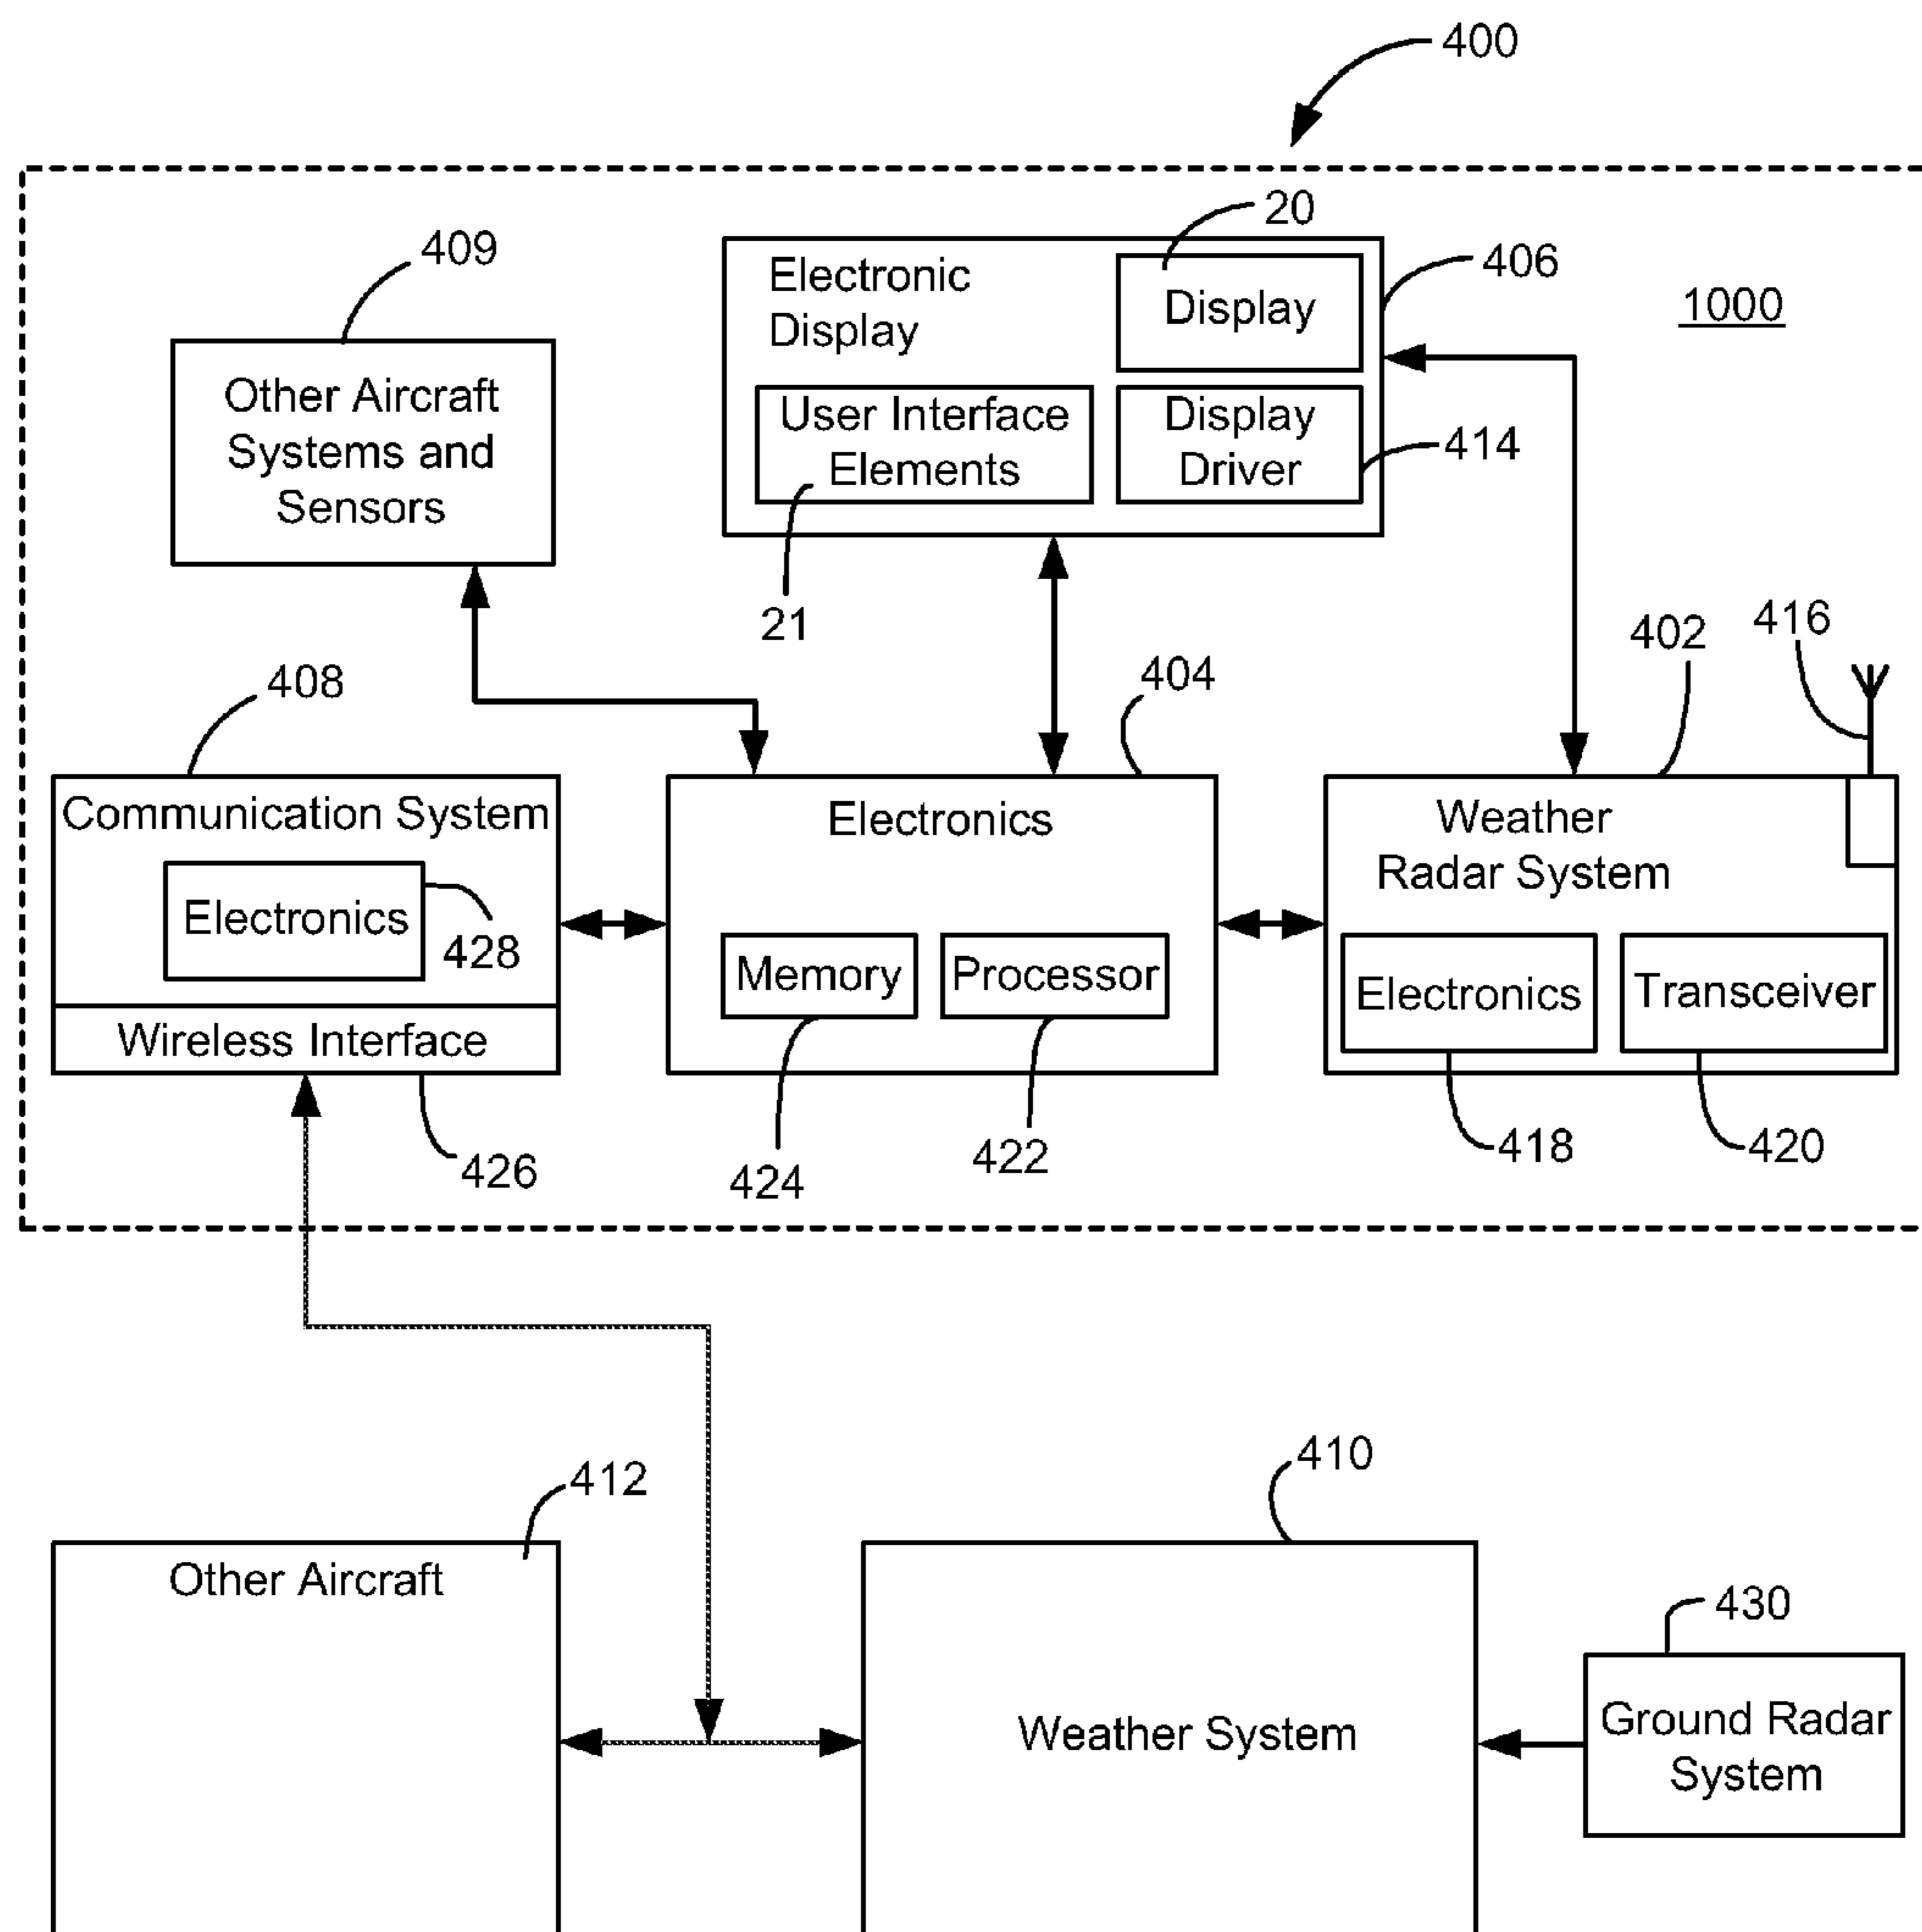 400
20
409
406
Electronic
Display
Display
1000
Other Aircraft
Systems and
Sensors
User Interface
Elements
Display
Driver
414
21
416
402
408
404
Communication System
Electronics
428
Wireless Interface
426
Electronics
Memory
Processor
424
422
Weather
Radar System
Electronics
Transceiver
418
420
410
412
Other Aircraft
Weather System
430
Ground Radar
System